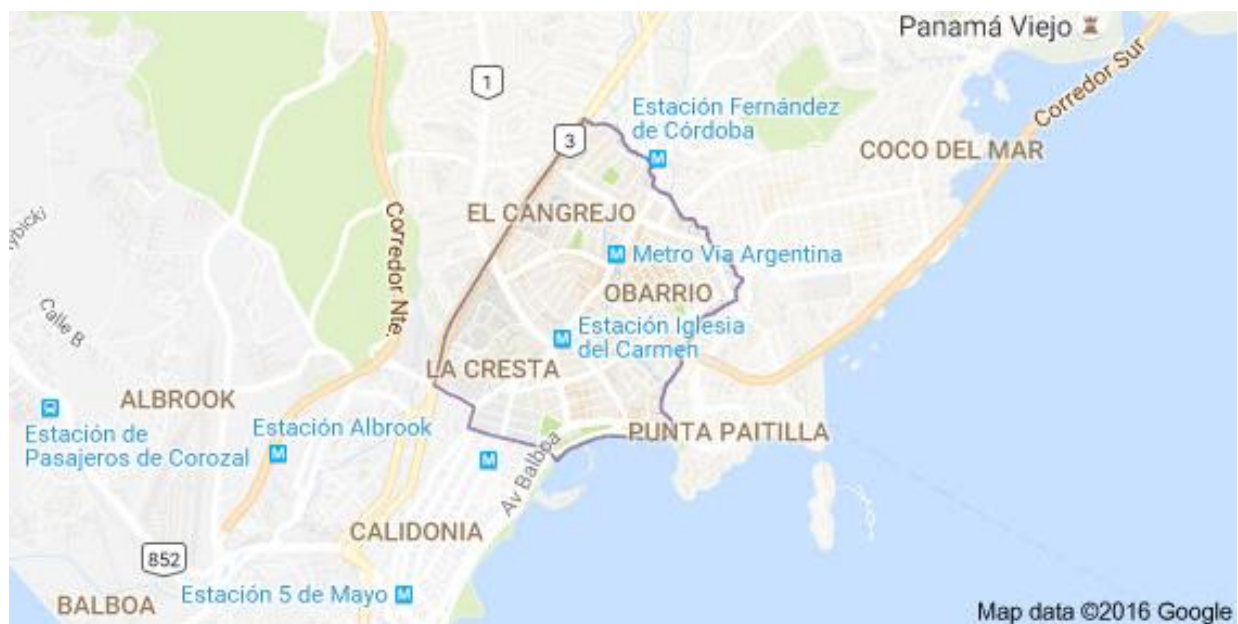 Panamá Viejo
Corredor Sur
1
Estación Fernández
de Córdoba
M
3
COCO DEL MAR
EL CANGREJO
Corredor Nte.
M Metro Via Argentina
OBARRIO
Calle B
M Estación Iglesia
del Carmen
LA CRESTA
ALBROOK
Estación de
Pasajeros de Corozal
Estación Albrook
M
M
PUNTA PAITILLA
Av Balboa
CALIDONIA
852
Estación 5 de Mayo M
BALBOA
Map data ©2016 Google